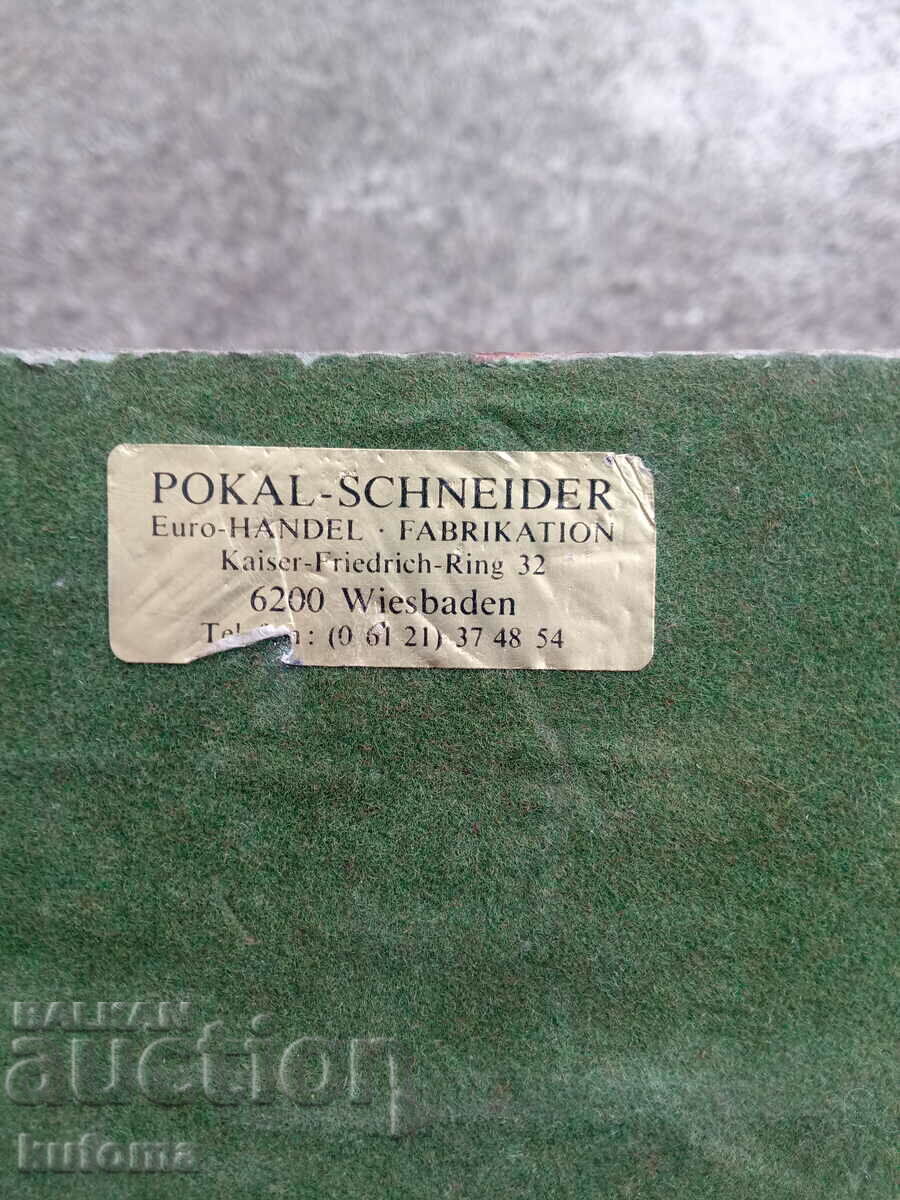 POKAL-SCHNEIDER
Euro-HANDEL · FABRIKATION
Kaiser-Friedrich-Ring 32
6200 Wiesbaden
(0 61 21) 37 48 54
BALKAN
auction
kufoma